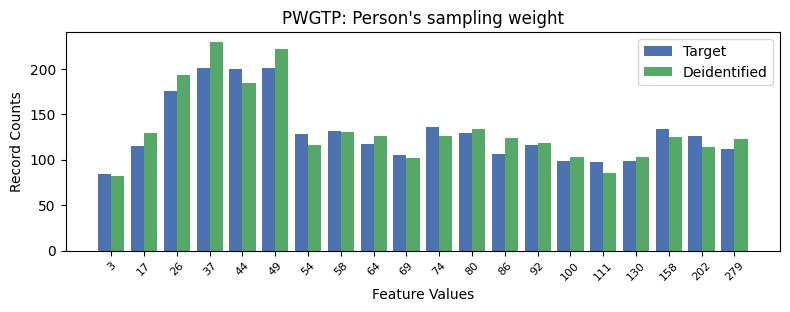 PWGTP: Person's sampling weight
Target
Deidentified
Record Counts
200
150
100
50
0
3 17 26 37 44 49 54 58 64 69 74 80 86 92 100 111 130 158 202 279
Feature Values